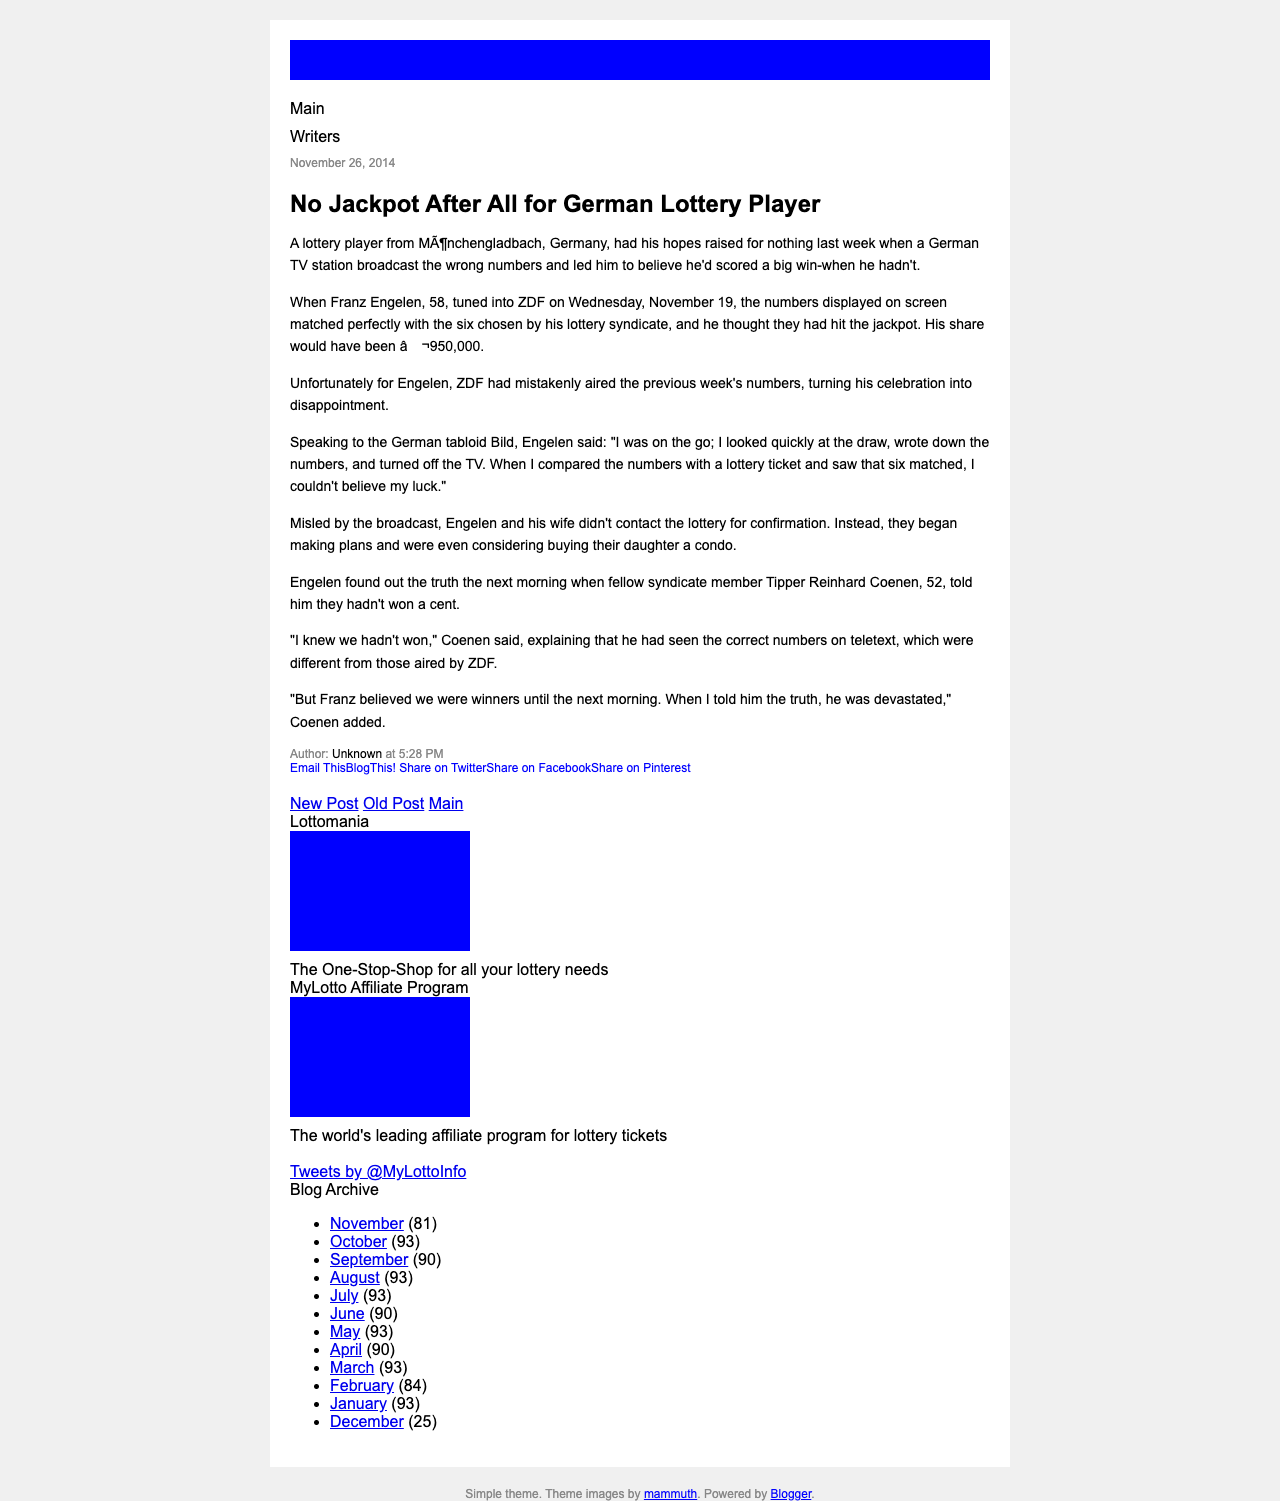 Main
Writers
November 26, 2014
No Jackpot After All for German Lottery Player
A lottery player from MÃ¶nchengladbach, Germany, had his hopes raised for nothing last week when a German
TV station broadcast the wrong numbers and led him to believe he'd scored a big win-when he hadn't.
When Franz Engelen, 58, tuned into ZDF on Wednesday, November 19, the numbers displayed on screen
matched perfectly with the six chosen by his lottery syndicate, and he thought they had hit the jackpot. His share
would have been â ¬950,000.
Unfortunately for Engelen, ZDF had mistakenly aired the previous week's numbers, turning his celebration into
disappointment.
Speaking to the German tabloid Bild, Engelen said: "I was on the go; I looked quickly at the draw, wrote down the
numbers, and turned off the TV. When I compared the numbers with a lottery ticket and saw that six matched, I
couldn't believe my luck."
Misled by the broadcast, Engelen and his wife didn't contact the lottery for confirmation. Instead, they began
making plans and were even considering buying their daughter a condo.
Engelen found out the truth the next morning when fellow syndicate member Tipper Reinhard Coenen, 52, told
him they hadn't won a cent.
"I knew we hadn't won," Coenen said, explaining that he had seen the correct numbers on teletext, which were
different from those aired by ZDF.
"But Franz believed we were winners until the next morning. When I told him the truth, he was devastated,"
Coenen added.
Author: Unknown at 5:28 PM
Email ThisBlogThis! Share on TwitterShare on FacebookShare on Pinterest
New Post Old Post Main
Lottomania
The One-Stop-Shop for all your lottery needs
MyLotto Affiliate Program
The world's leading affiliate program for lottery tickets
Tweets by @MyLottoInfo
Blog Archive
• November (81)
• October (93)
• September (90)
• August (93)
• July (93)
• June (90)
• May (93)
• April (90)
• March (93)
• February (84)
• January (93)
• December (25)
Simple theme. Theme images by mammuth. Powered by Blogger.